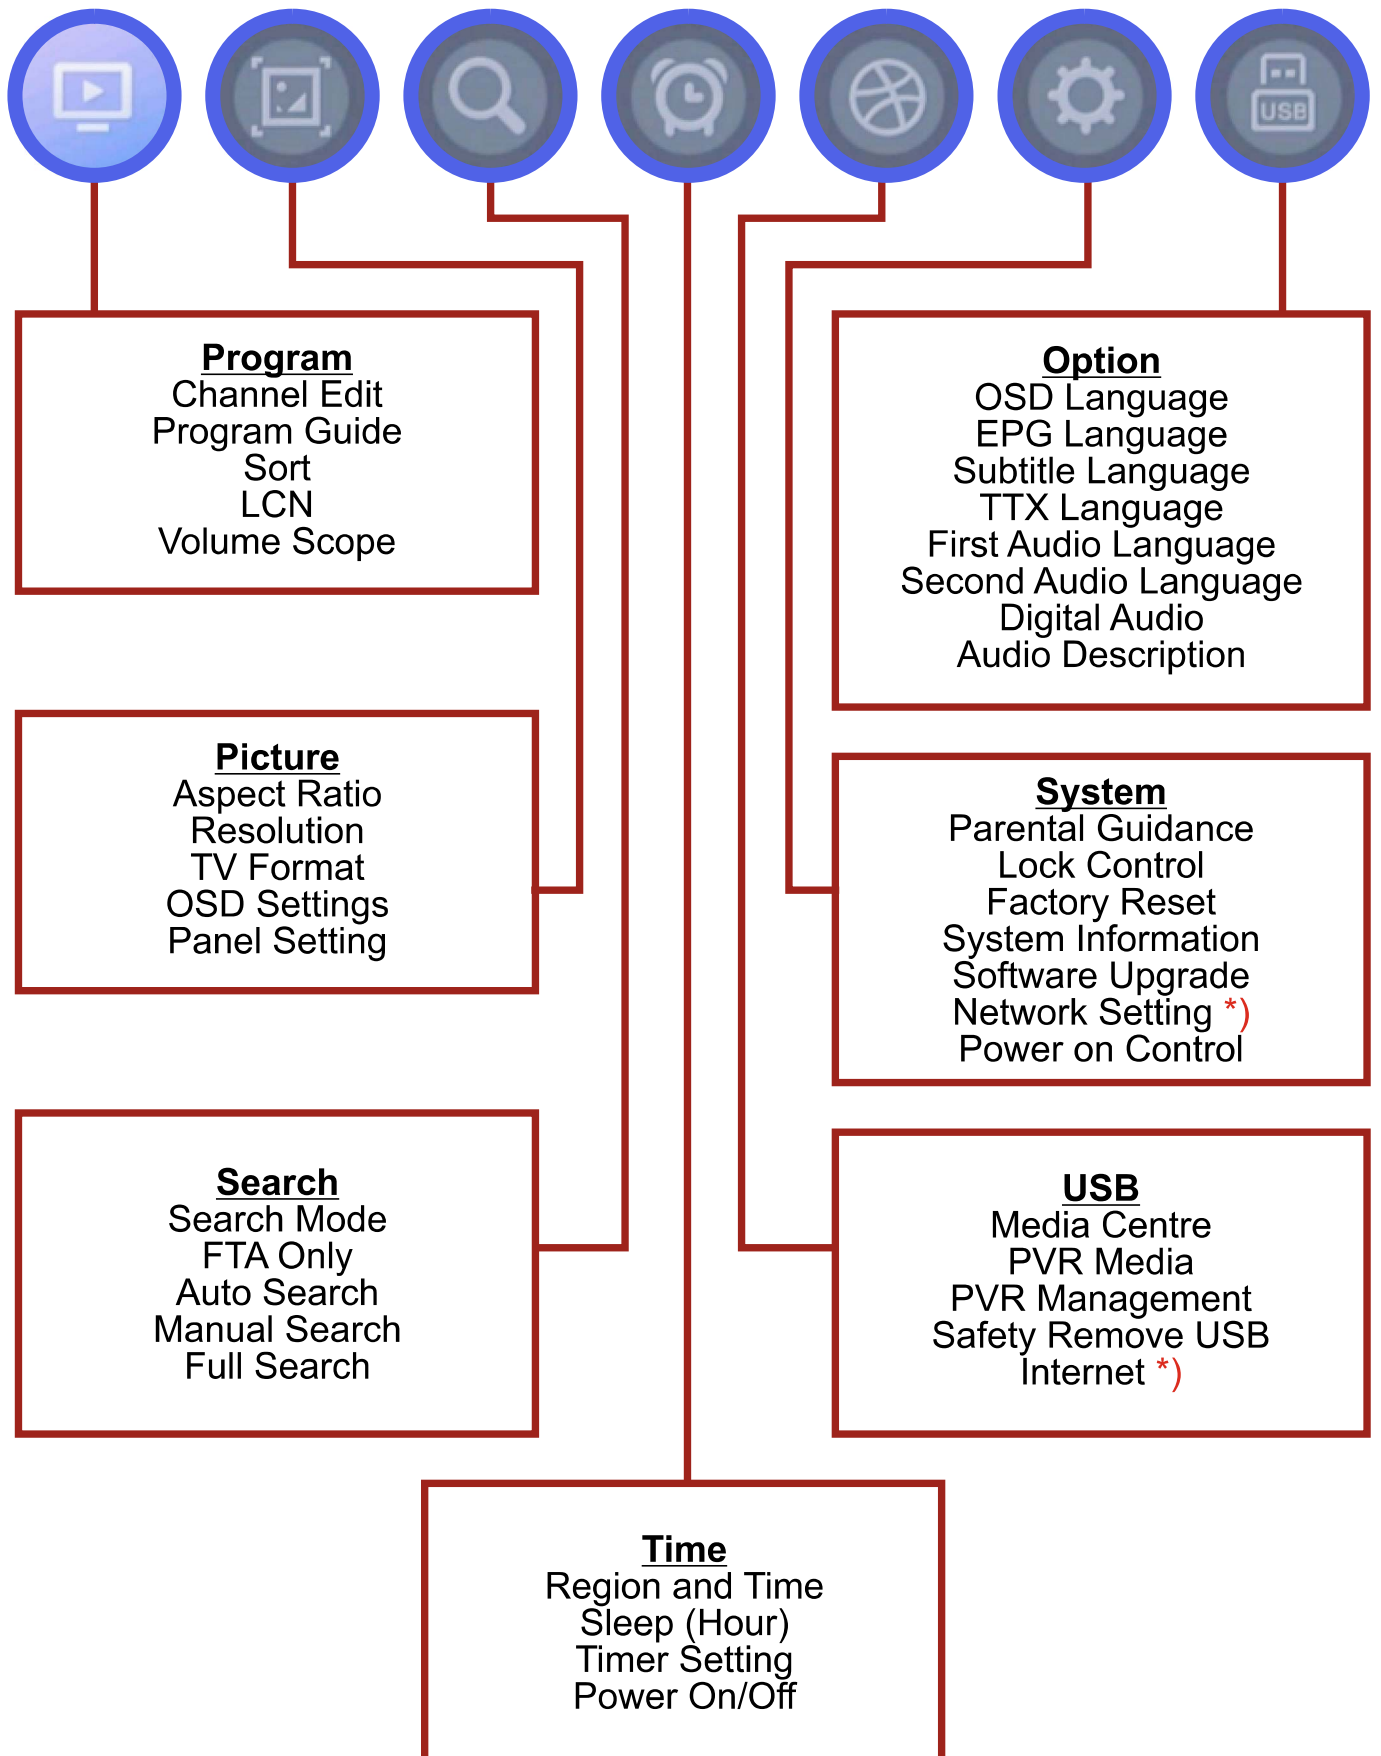 USB
Program
Channel Edit
Program Guide
Sort
LCN
Volume Scope
Picture
Aspect Ratio
Resolution
TV Format
OSD Settings
Panel Setting
Search
Search Mode
FTA Only
Auto Search
Manual Search
Full Search
Option
OSD Language
EPG Language
Subtitle Language
TTX Language
First Audio Language
Second Audio Language
Digital Audio
Audio Description
System
Parental Guidance
Lock Control
Factory Reset
System Information
Software Upgrade
Network Setting *)
Power on Control
USB
Media Centre
PVR Media
PVR Management
Safety Remove USB
Internet *)
Time
Region and Time
Sleep (Hour)
Timer Setting
Power On/Off